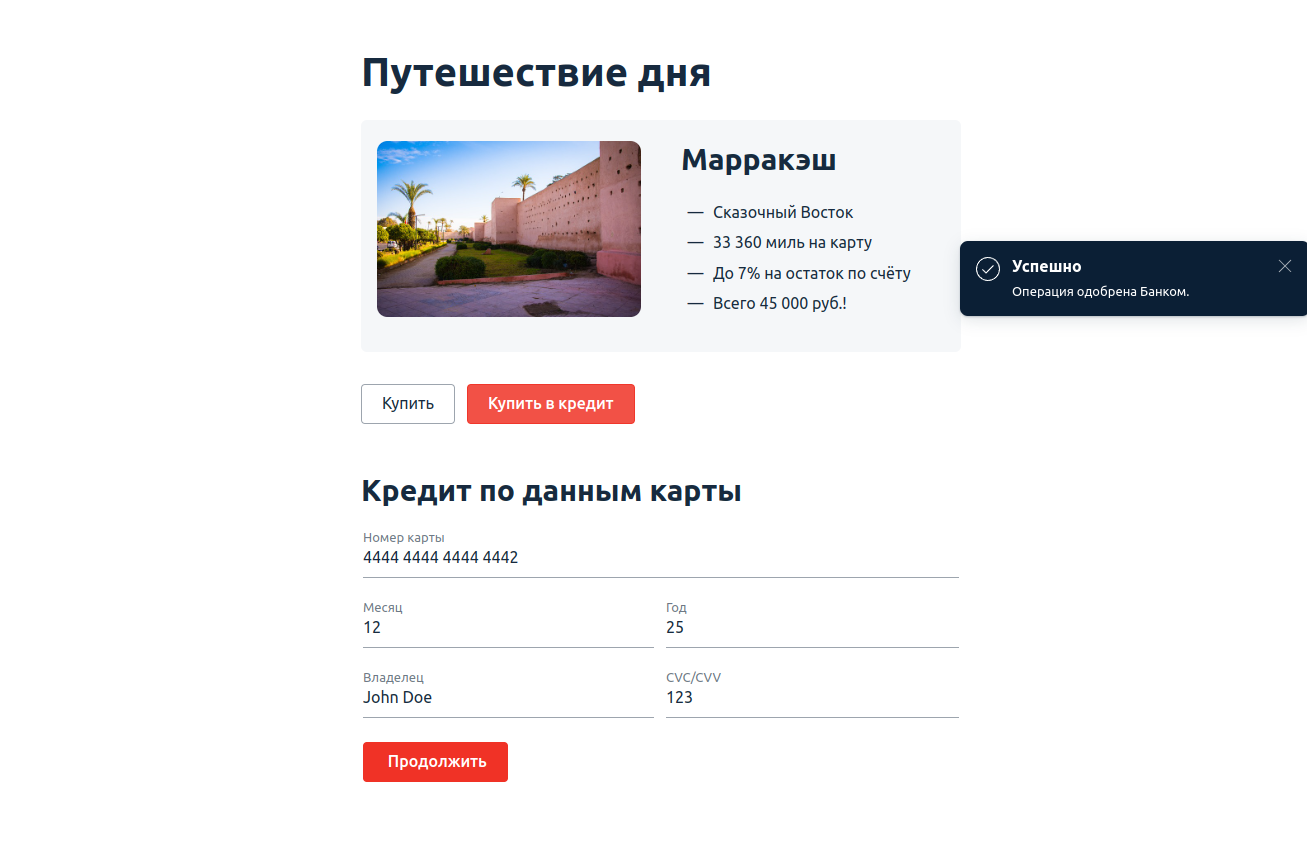 Путешествие дня
Марракэш
— Сказочный Восток
— 33 360 миль на карту
— До 7% на остаток по счёту
— Всего 45 000 руб.!
Успешно
Операция одобрена Банком.
Купить
Купить в кредит
Кредит по данным карты
Номер карты
4444 4444 4444 4442
Месяц
Год
12
25
Владелец
CVC/CVV
John Doe
123
Продолжить